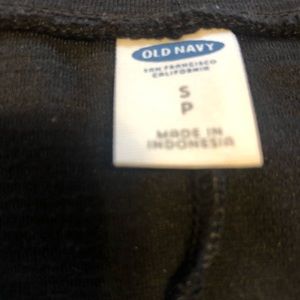 OLD NAVY
SAN FRANCISCO
CALIFORNIA
S
P
MADE IN
INDONESIA